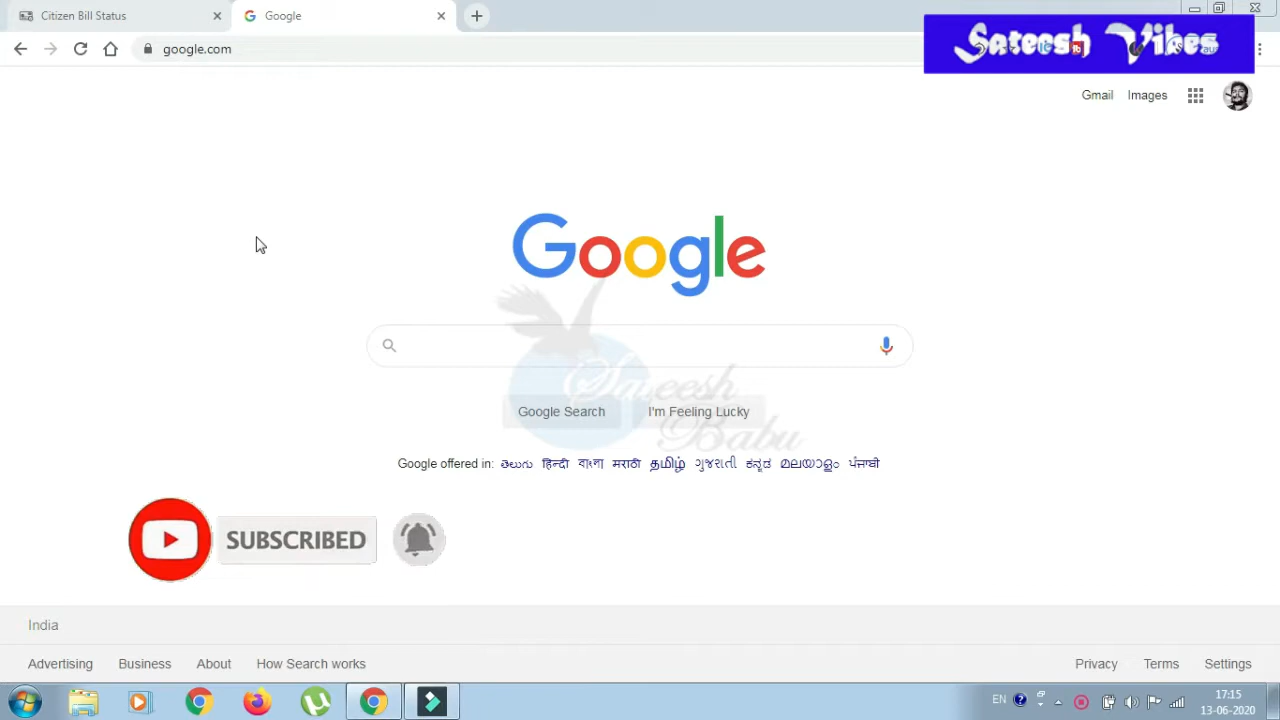 Citizen Bill Status
Google
google.com
Sateesh Vibes
Gmail Images
Google
Sateesh
Babu
Google Search I'm Feeling Lucky
Google offered in: తెలుగు हिन्दी বাংলা मराठी தமிழ் ગુજરાતી ಕನ್ನಡ മലയാളം ਪੰਜਾਬੀ
SUBSCRIBED
India
Advertising Business About How Search works
Privacy Terms Settings
EN
17:15
13-06-2020